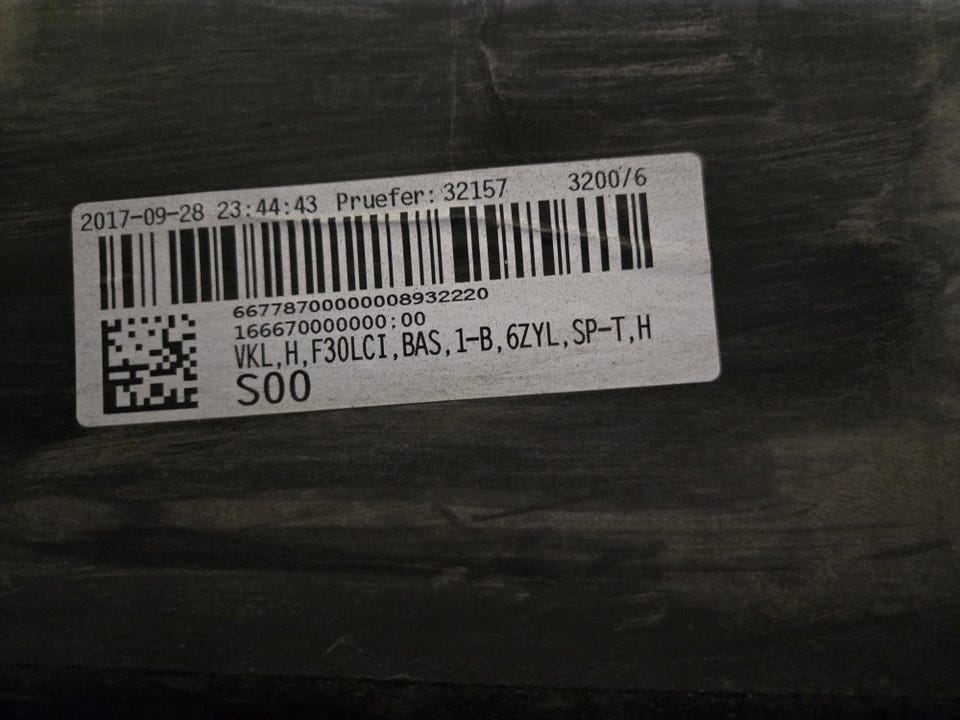 2017-09-28 23:44:43 Pruefer: 32157 3200/6
66778700000008932220
166670000000:00
VKL,H,F30LCI,BAS,1-B,6ZYL,SP-T,H
S00